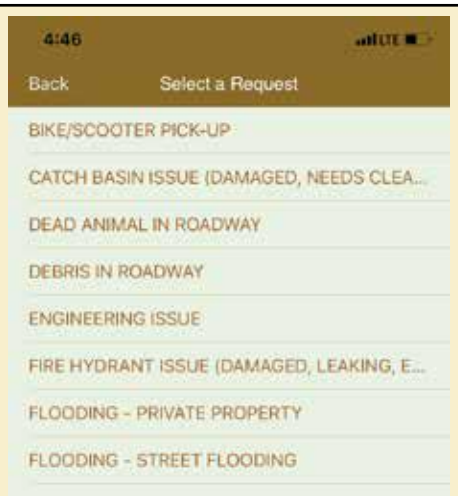 4:46 LTE
Back Select a Request
BIKE/SCOOTER PICK-UP
CATCH BASIN ISSUE (DAMAGED, NEEDS CLEA...
DEAD ANIMAL IN ROADWAY
DEBRIS IN ROADWAY
ENGINEERING ISSUE
FIRE HYDRANT ISSUE (DAMAGED, LEAKING, E...
FLOODING - PRIVATE PROPERTY
FLOODING - STREET FLOODING